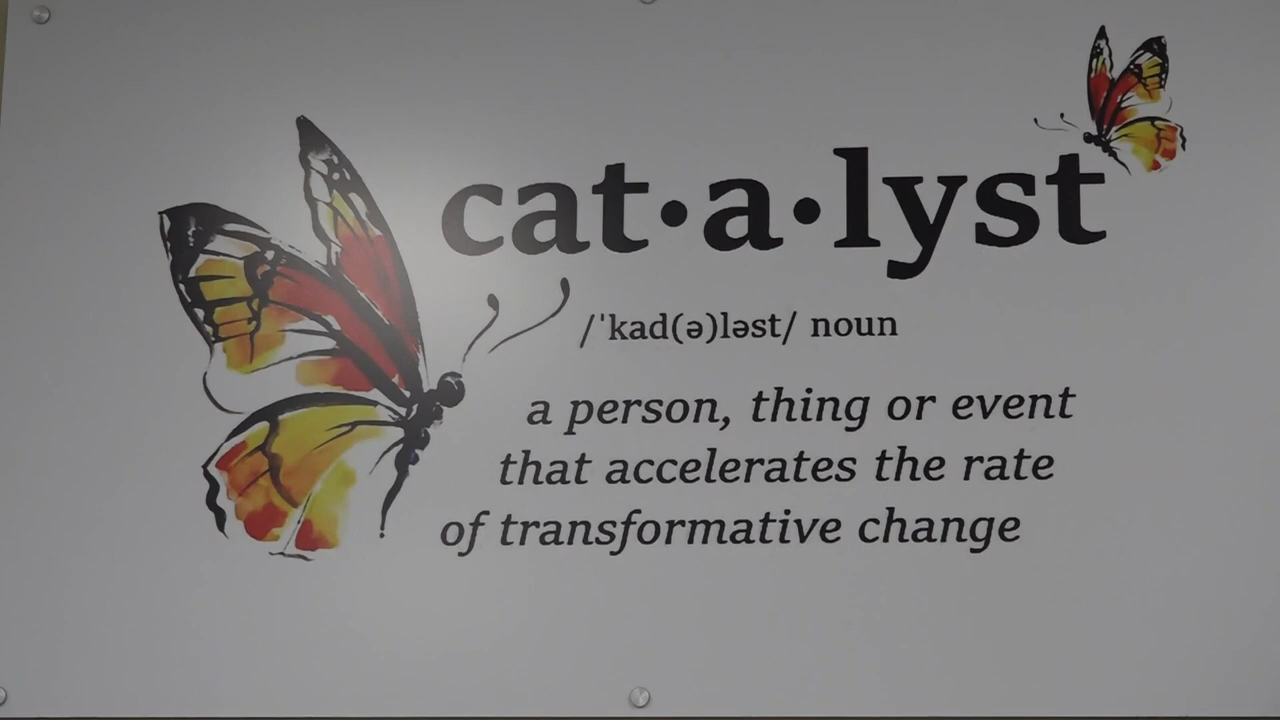 cat•a•lyst
/ˈkad(ə)ləst/ noun
a person, thing or event
that accelerates the rate
of transformative change